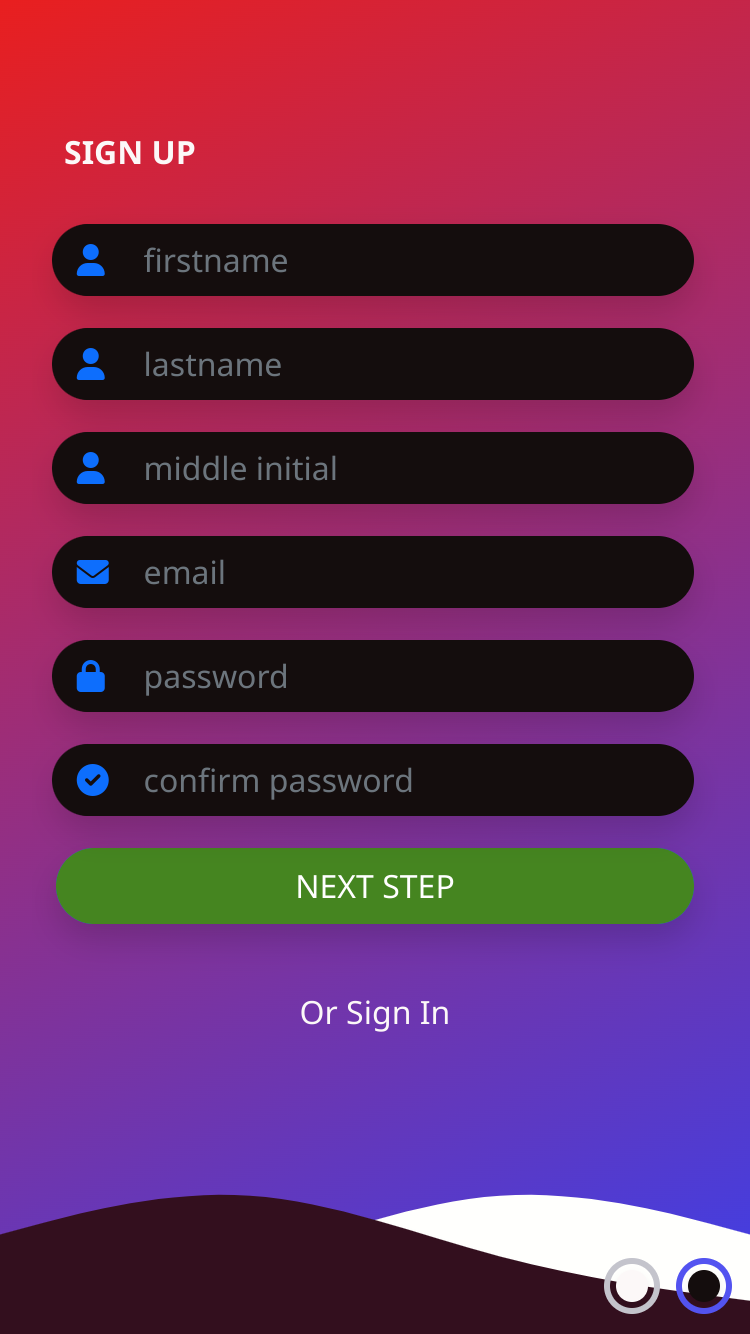 SIGN UP
firstname
lastname
middle initial
email
password
confirm password
NEXT STEP
Or Sign In